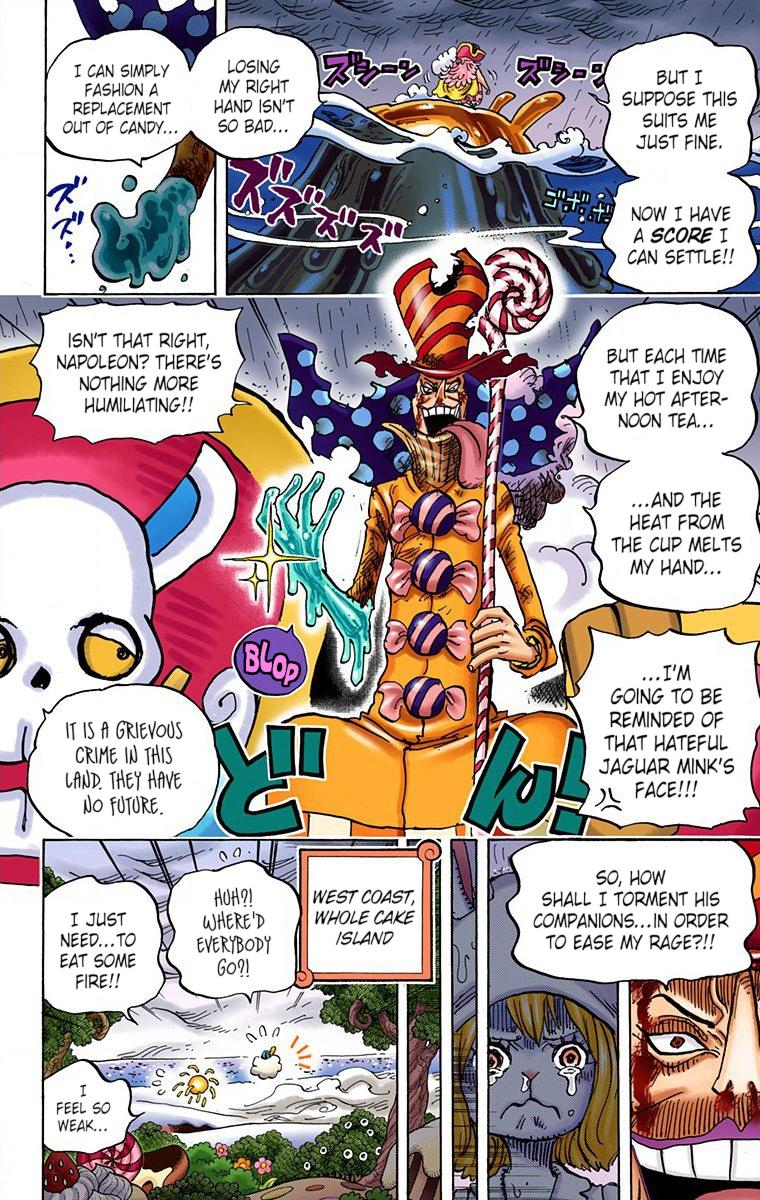 BUT I
SUPPOSE THIS
SUITS ME
JUST FINE.
NOW I HAVE
A SCORE I
CAN SETTLE!!
ズシーン
ズシーン
ズズズズズ
LOSING
MY RIGHT
HAND ISN'T
SO BAD...
I CAN SIMPLY
FASHION A
REPLACEMENT
OUT OF CANDY...
ズズ...
BUT EACH TIME
THAT I ENJOY
MY HOT AFTER-
NOON TEA...
...AND THE
HEAT FROM
THE CUP MELTS
MY HAND...
...I'M
GOING TO BE
REMINDED OF
THAT HATEFUL
JAGUAR MINK'S
FACE!!!
ISN'T THAT RIGHT,
NAPOLEON? THERE'S
NOTHING MORE
HUMILIATING!!
BLOP
IT IS A GRIEVOUS
CRIME IN THIS
LAND. THEY HAVE
NO FUTURE.
どん!
SO, HOW
SHALL I TORMENT HIS
COMPANIONS...IN ORDER
TO EASE MY RAGE?!!
WEST COAST,
WHOLE CAKE
ISLAND
HUH?!
WHERE'D
EVERYBODY
GO?!
I JUST
NEED...TO
EAT SOME
FIRE!!
I
FEEL SO
WEAK...